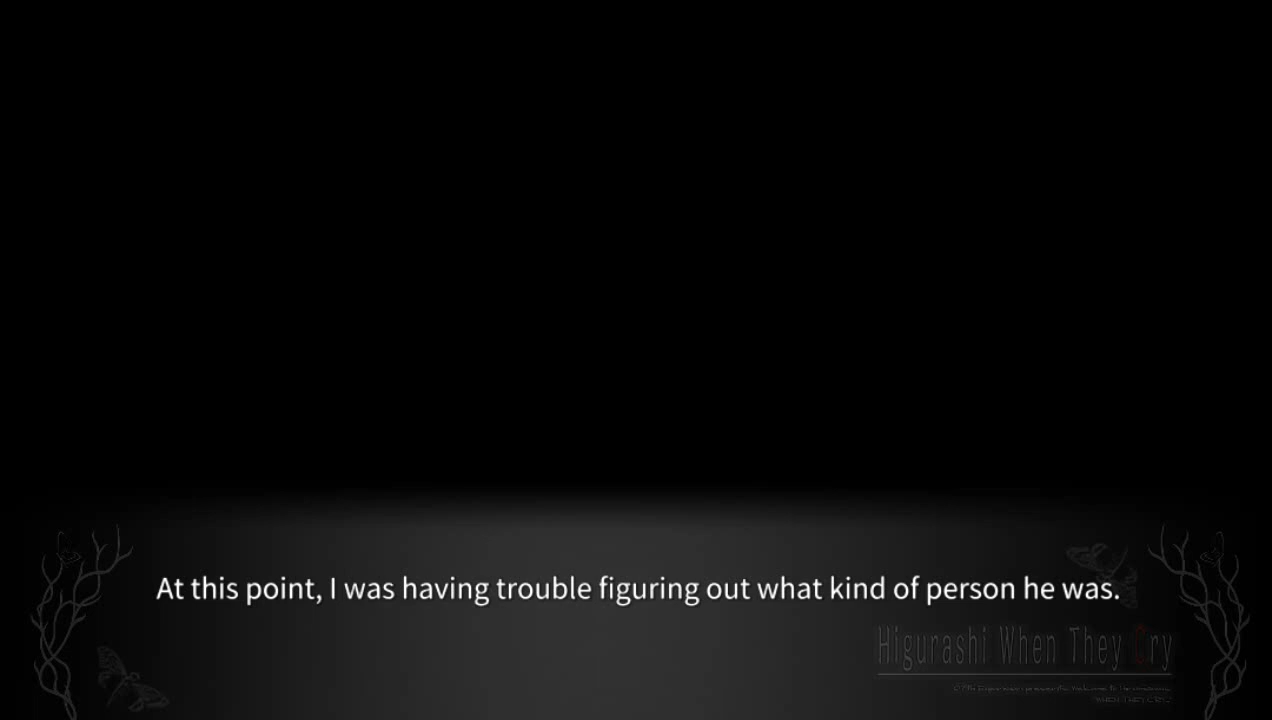 At this point, I was having trouble figuring out what kind of person he was.
Higurashi When They Cry